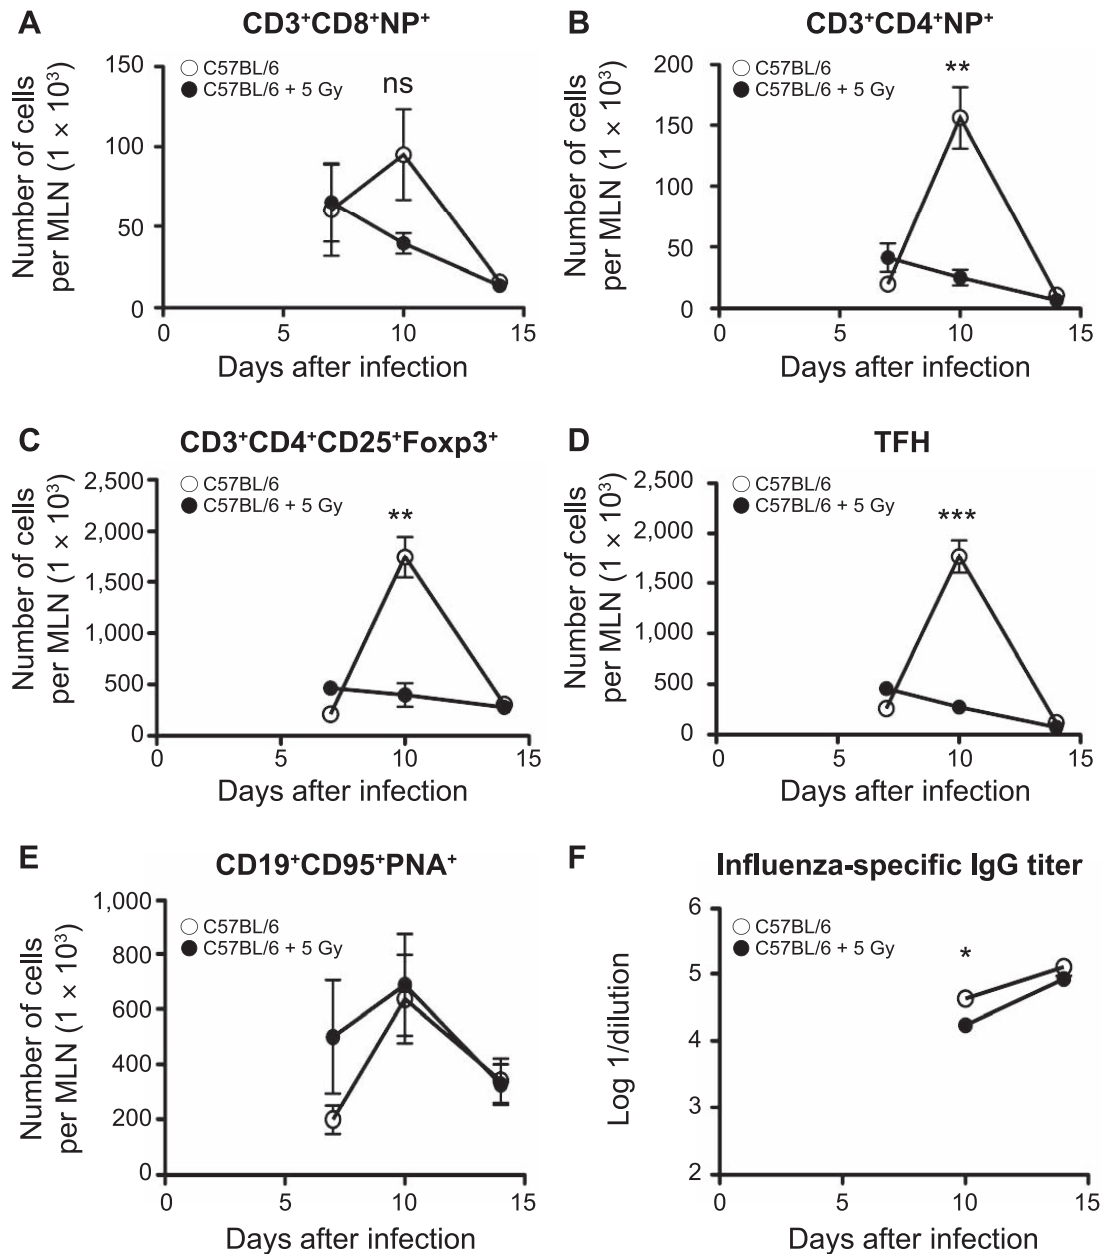 A
CD3⁺CD8⁺NP⁺
Number of cells
per MLN (1 × 10³)
150
100
50
0
C57BL/6
C57BL/6 + 5 Gy
ns
0
5
10
15
Days after infection
B
CD3⁺CD4⁺NP⁺
Number of cells
per MLN (1 × 10³)
200
150
100
50
0
C57BL/6
C57BL/6 + 5 Gy
**
0
5
10
15
Days after infection
C
CD3⁺CD4⁺CD25⁺Foxp3⁺
Number of cells
per MLN (1 × 10³)
2,500
2,000
1,500
1,000
500
0
C57BL/6
C57BL/6 + 5 Gy
**
0
5
10
15
Days after infection
D
TFH
Number of cells
per MLN (1 × 10³)
2,500
2,000
1,500
1,000
500
0
C57BL/6
C57BL/6 + 5 Gy
***
0
5
10
15
Days after infection
E
CD19⁺CD95⁺PNA⁺
Number of cells
per MLN (1 × 10³)
1,000
800
600
400
200
0
C57BL/6
C57BL/6 + 5 Gy
0
5
10
15
Days after infection
F
Influenza-specific IgG titer
Log 1/dilution
6
5
4
3
2
C57BL/6
C57BL/6 + 5 Gy
*
0
5
10
15
Days after infection